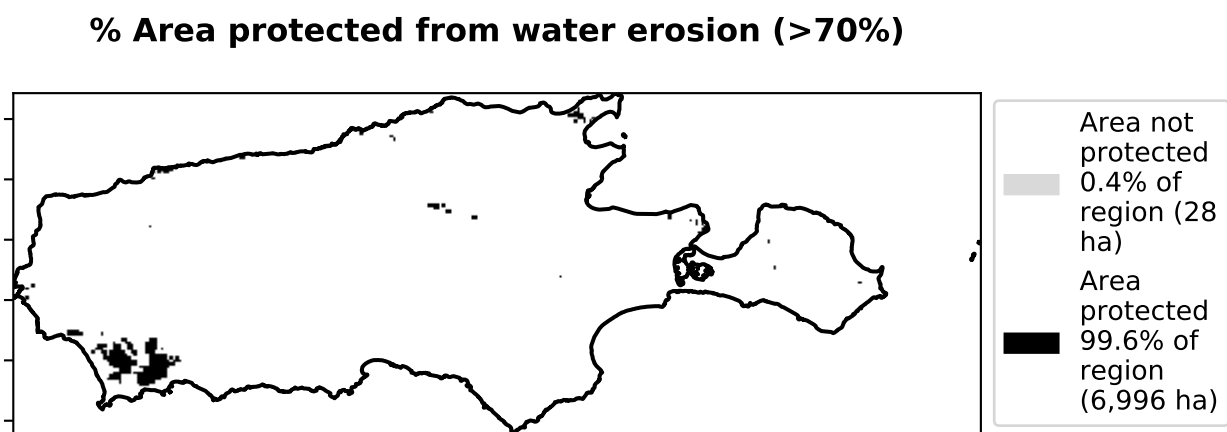 % Area protected from water erosion (>70%)
Area not
protected
0.4% of
region (28
ha)
Area
protected
99.6% of
region
(6,996 ha)